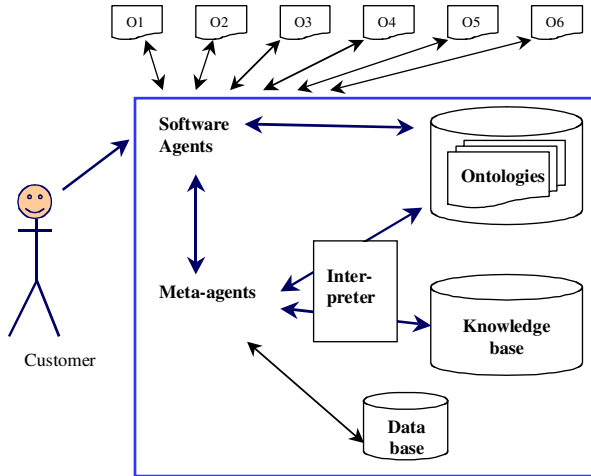 O1
O2
O3
O4
O5
O6
Software
Agents
Ontologies
Inter-
preter
Meta-agents
Knowledge
base
Customer
Data
base